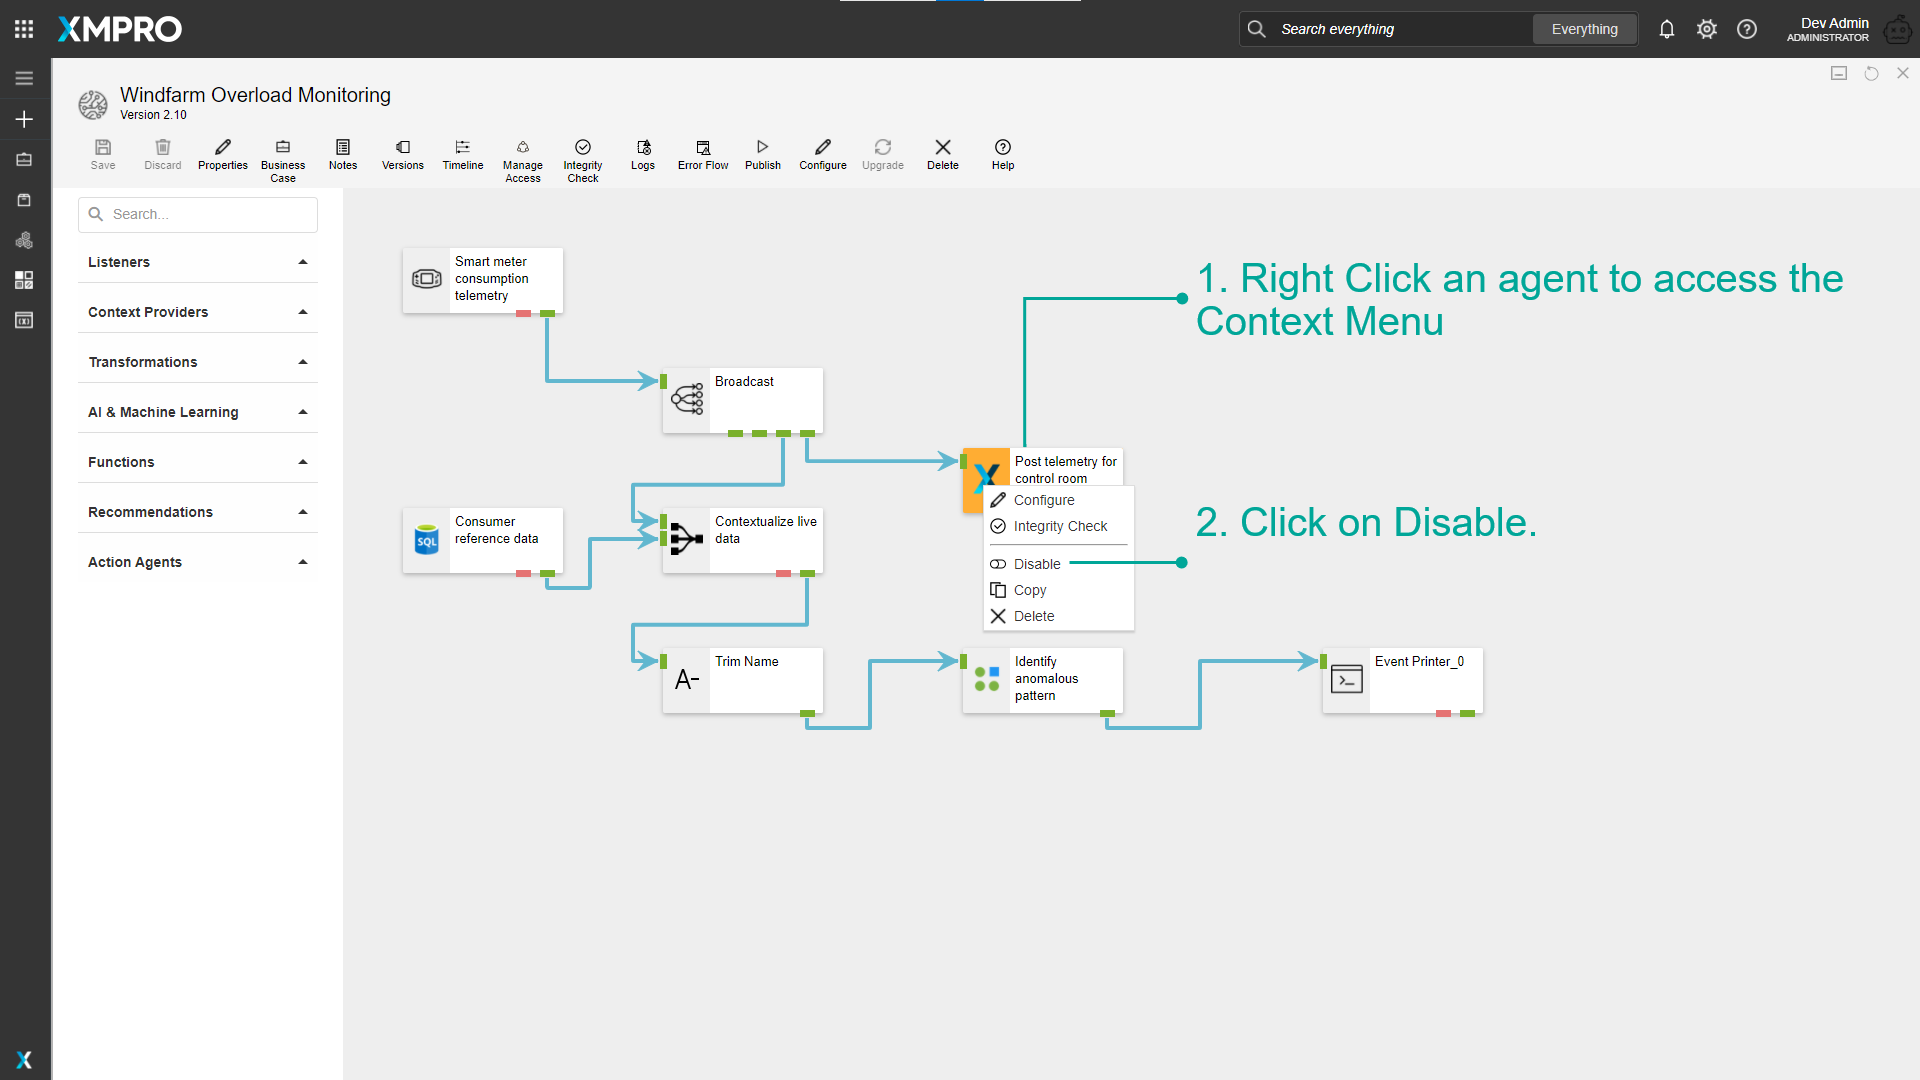 XMPRO
Search everything
Everything
Dev Admin
ADMINISTRATOR
Windfarm Overload Monitoring
Version 2.10
Save
Discard
Properties
Business
Case
Notes
Versions
Timeline
Manage
Access
Integrity
Check
Logs
Error Flow
Publish
Configure
Upgrade
Delete
Help
Search...
Listeners
Context Providers
Transformations
AI & Machine Learning
Functions
Recommendations
Action Agents
Smart meter
consumption
telemetry
Broadcast
1. Right Click an agent to access the
Context Menu
Post telemetry for
control room
Configure
Integrity Check
Disable
Copy
Delete
2. Click on Disable.
SQL
Consumer
reference data
Contextualize live
data
A-
Trim Name
Identify
anomalous
pattern
Event Printer_0